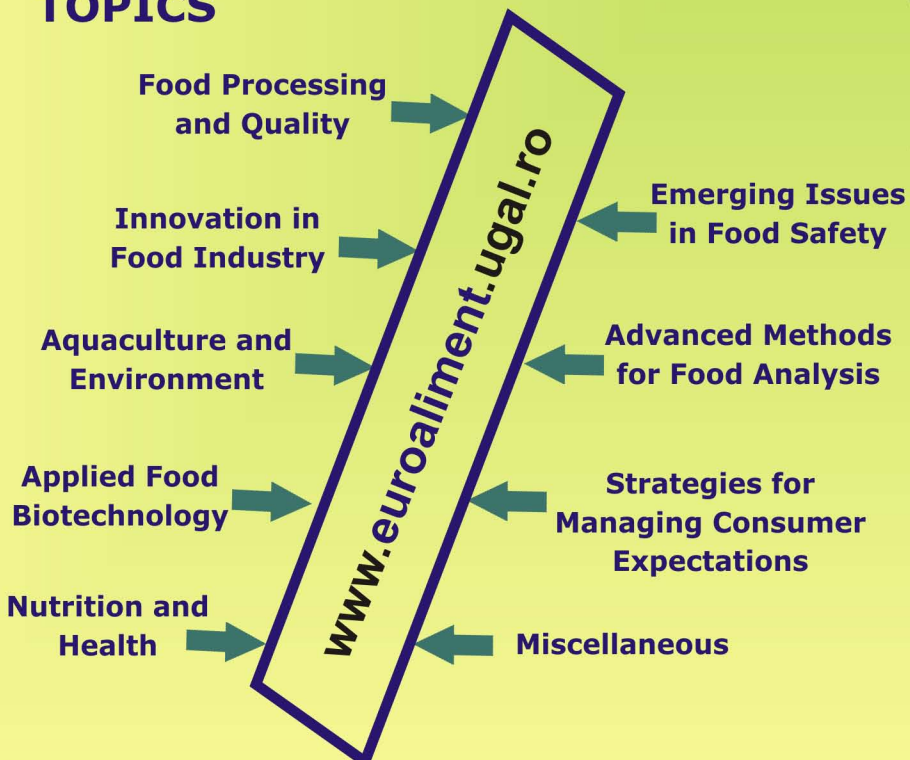 TOPICS
Food Processing
and Quality
Innovation in
Food Industry
Aquaculture and
Environment
Applied Food
Biotechnology
Nutrition and
Health
www.euroaliment.ugal.ro
Emerging Issues
in Food Safety
Advanced Methods
for Food Analysis
Strategies for
Managing Consumer
Expectations
Miscellaneous